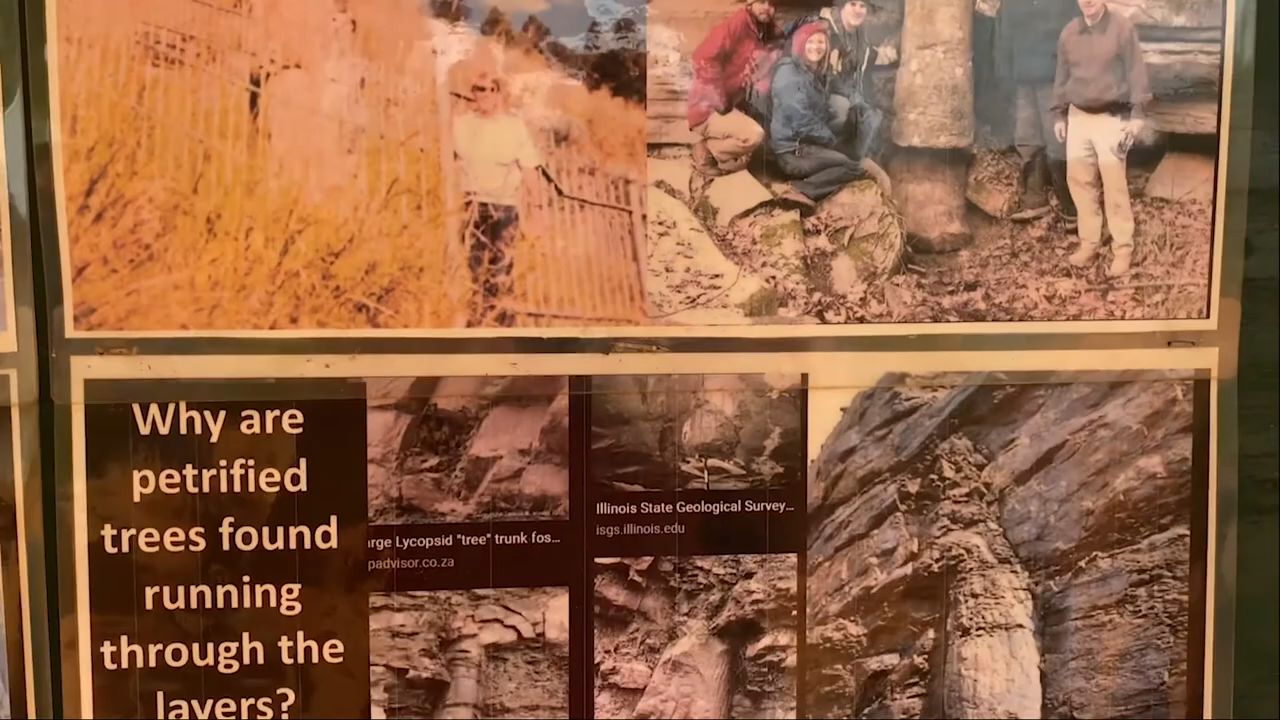 Why are
petrified
trees found
running
through the
layers?
rge Lycopsid "tree" trunk fos...
padvisor.co.za
Illinois State Geological Survey...
isgs.illinois.edu